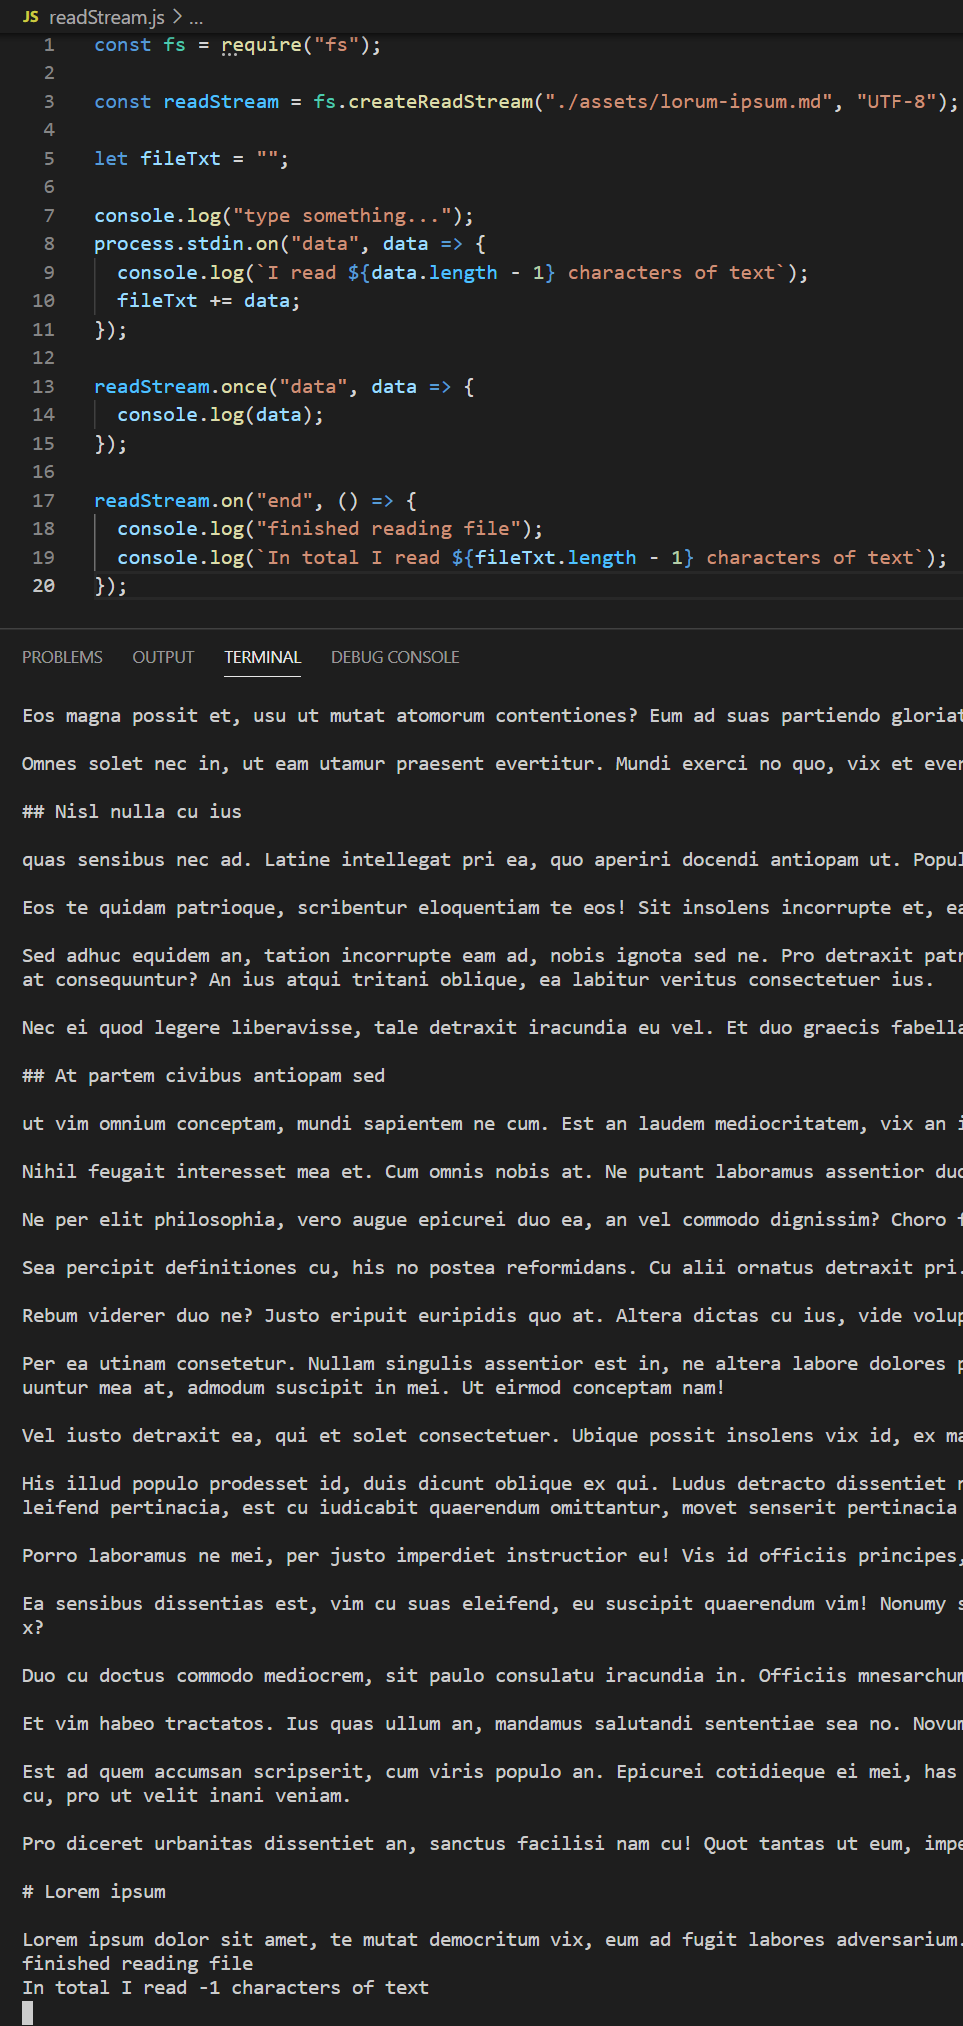 JS readStream.js > ...
1 const fs = require("fs");
2
3 const readStream = fs.createReadStream("./assets/lorum-ipsum.md", "UTF-8");
4
5 let fileTxt = "";
6
7 console.log("type something...");
8 process.stdin.on("data", data => {
9 console.log(`I read ${data.length - 1} characters of text`);
10 fileTxt += data;
11 });
12
13 readStream.once("data", data => {
14 console.log(data);
15 });
16
17 readStream.on("end", () => {
18 console.log("finished reading file");
19 console.log(`In total I read ${fileTxt.length - 1} characters of text`);
20 });
PROBLEMS OUTPUT TERMINAL DEBUG CONSOLE
Eos magna possit et, usu ut mutat atomorum contentiones? Eum ad suas partiendo gloriat
Omnes solet nec in, ut eam utamur praesent evertitur. Mundi exerci no quo, vix et ever
## Nisl nulla cu ius
quas sensibus nec ad. Latine intellegat pri ea, quo aperiri docendi antiopam ut. Popul
Eos te quidam patrioque, scribentur eloquentiam te eos! Sit insolens incorrupte et, ea
Sed adhuc equidem an, tation incorrupte eam ad, nobis ignota sed ne. Pro detraxit patr
at consequuntur? An ius atqui tritani oblique, ea labitur veritus consectetuer ius.
Nec ei quod legere liberavisse, tale detraxit iracundia eu vel. Et duo graecis fabella
## At partem civibus antiopam sed
ut vim omnium conceptam, mundi sapientem ne cum. Est an laudem mediocritatem, vix an i
Nihil feugait interesset mea et. Cum omnis nobis at. Ne putant laboramus assentior duo
Ne per elit philosophia, vero augue epicurei duo ea, an vel commodo dignissim? Choro f
Sea percipit definitiones cu, his no postea reformidans. Cu alii ornatus detraxit pri.
Rebum viderer duo ne? Justo eripuit euripidis quo at. Altera dictas cu ius, vide volup
Per ea utinam consetetur. Nullam singulis assentior est in, ne altera labore dolores p
uuntur mea at, admodum suscipit in mei. Ut eirmod conceptam nam!
Vel iusto detraxit ea, qui et solet consectetuer. Ubique possit insolens vix id, ex ma
His illud populo prodesset id, duis dicunt oblique ex qui. Ludus detracto dissentiet n
leifend pertinacia, est cu iudicabit quaerendum omittantur, movet senserit pertinacia
Porro laboramus ne mei, per justo imperdiet instructior eu! Vis id officiis principes,
Ea sensibus dissentias est, vim cu suas eleifend, eu suscipit quaerendum vim! Nonumy s
x?
Duo cu doctus commodo mediocrem, sit paulo consulatu iracundia in. Officiis mnesarchum
Et vim habeo tractatos. Ius quas ullum an, mandamus salutandi sententiae sea no. Novum
Est ad quem accumsan scripserit, cum viris populo an. Epicurei cotidieque ei mei, has
cu, pro ut velit inani veniam.
Pro diceret urbanitas dissentiet an, sanctus facilisi nam cu! Quot tantas ut eum, impe
# Lorem ipsum
Lorem ipsum dolor sit amet, te mutat democritum vix, eum ad fugit labores adversarium.
finished reading file
In total I read -1 characters of text